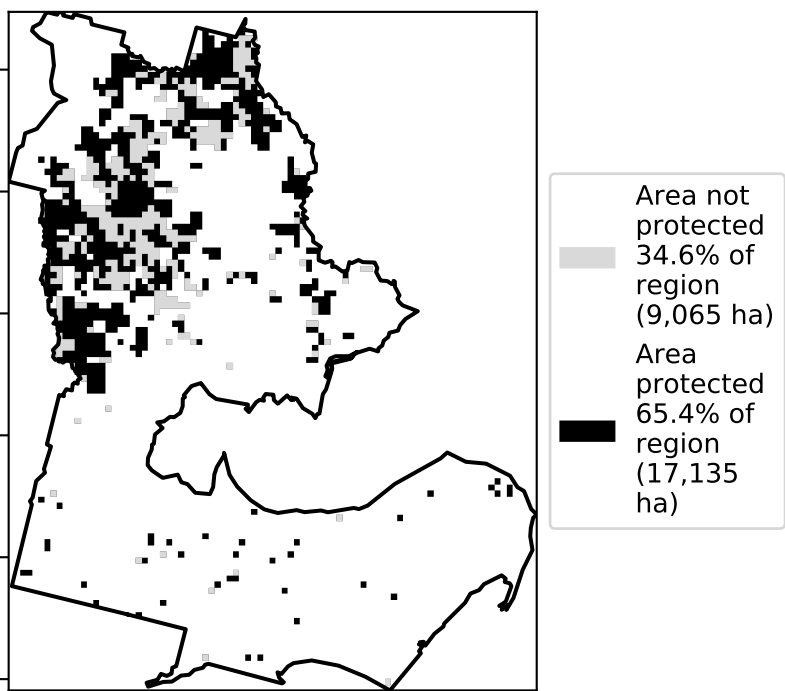 Area not
protected
34.6% of
region
(9,065 ha)
Area
protected
65.4% of
region
(17,135
ha)